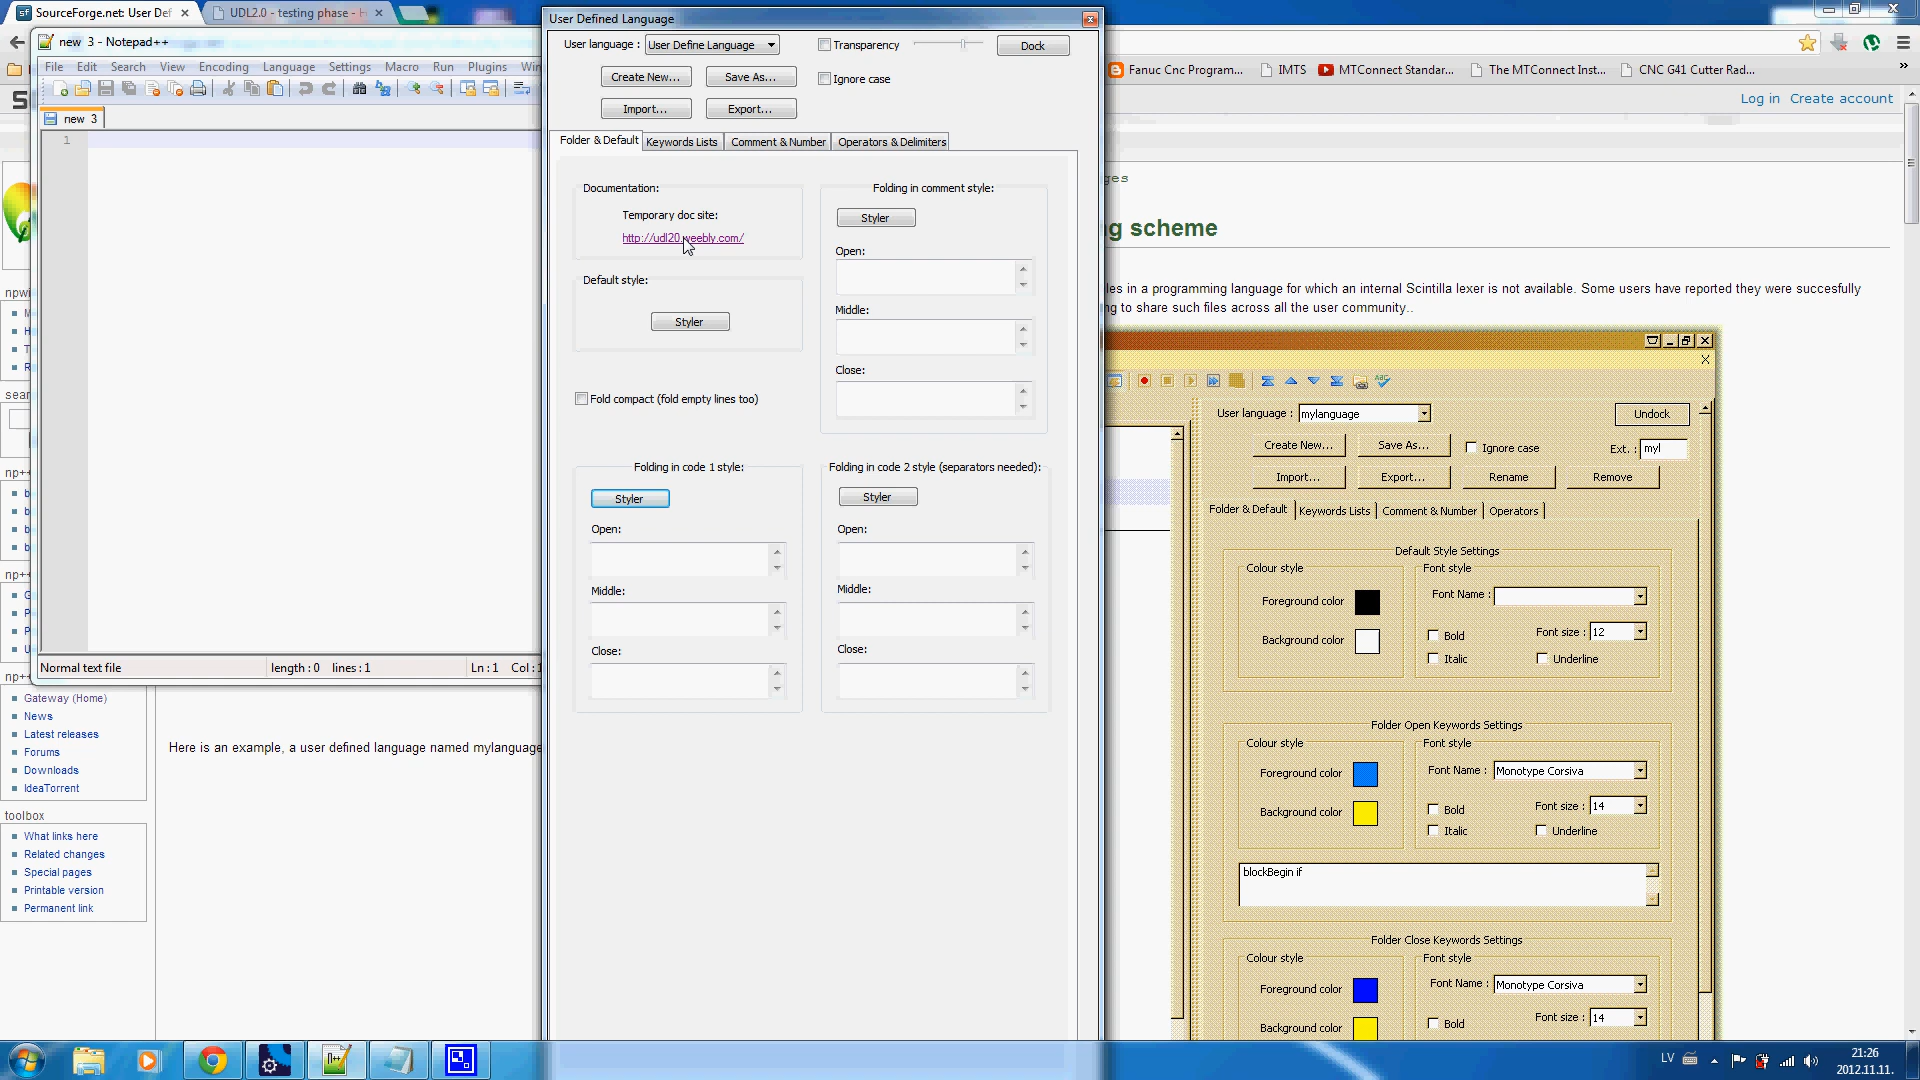 SourceForge.net: User Def
UDL2.0 - testing phase - H
new 3 - Notepad++
File Edit Search View Encoding Language Settings Macro Run Plugins Win
new 3
1
Normal text file
length : 0 lines : 1
Ln : 1 Col : 1
User Defined Language
User language :
User Define Language
Transparency
Dock
Create New...
Save As...
Ignore case
Import...
Export...
Folder & Default
Keywords Lists
Comment & Number
Operators & Delimiters
Documentation:
Temporary doc site:
http://udl20.weebly.com/
Default style:
Styler
Fold compact (fold empty lines too)
Folding in comment style:
Styler
Open:
Middle:
Close:
Folding in code 1 style:
Styler
Open:
Middle:
Close:
Folding in code 2 style (separators needed):
Styler
Open:
Middle:
Close:
Fanuc Cnc Program...
IMTS
MTConnect Standar...
The MTConnect Inst...
CNC G41 Cutter Rad...
»
Log in Create account
ges
g scheme
les in a programming language for which an internal Scintilla lexer is not available. Some users have reported they were succesfully
ng to share such files across all the user community..
User language :
mylanguage
Undock
Create New...
Save As...
Ignore case
Ext. :
myl
Import...
Export...
Rename
Remove
Folder & Default
Keywords Lists
Comment & Number
Operators
Default Style Settings
Colour style
Font style
Foreground color
Font Name :
Background color
Bold
Font size :
12
Italic
Underline
Folder Open Keywords Settings
Colour style
Font style
Foreground color
Font Name :
Monotype Corsiva
Background color
Bold
Font size :
14
Italic
Underline
blockBegin if
Folder Close Keywords Settings
Colour style
Font style
Foreground color
Font Name :
Monotype Corsiva
Background color
Bold
Font size :
14
npwi
M
H
T
R
sear
np++
b
b
b
b
np++
G
P
P
U
np++
Gateway (Home)
News
Latest releases
Forums
Downloads
IdeaTorrent
toolbox
What links here
Related changes
Special pages
Printable version
Permanent link
Here is an example, a user defined language named mylanguage
LV
21:26
2012.11.11.